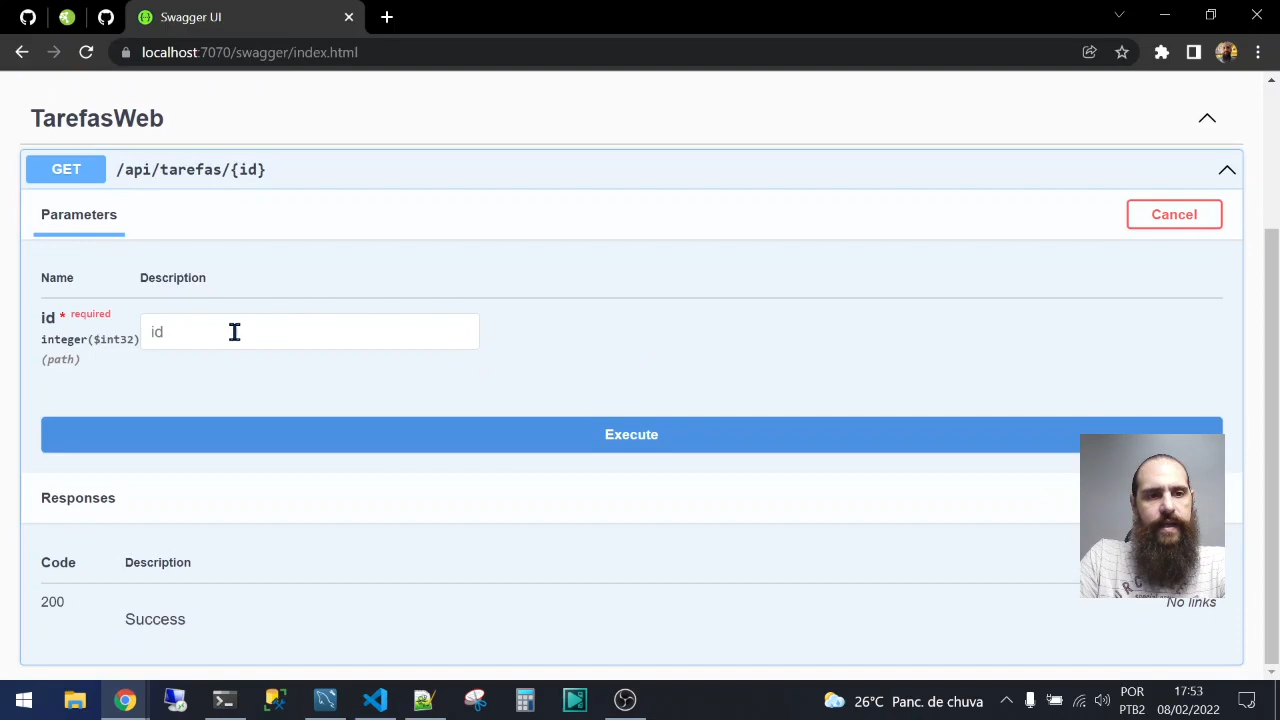 Swagger UI
localhost:7070/swagger/index.html
TarefasWeb
GET /api/tarefas/{id}
Parameters
Cancel
Name Description
id * required
integer($int32)
(path)
id
Execute
Responses
Code Description
200
Success
No links
26°C Panc. de chuva
POR
PTB2
17:53
08/02/2022